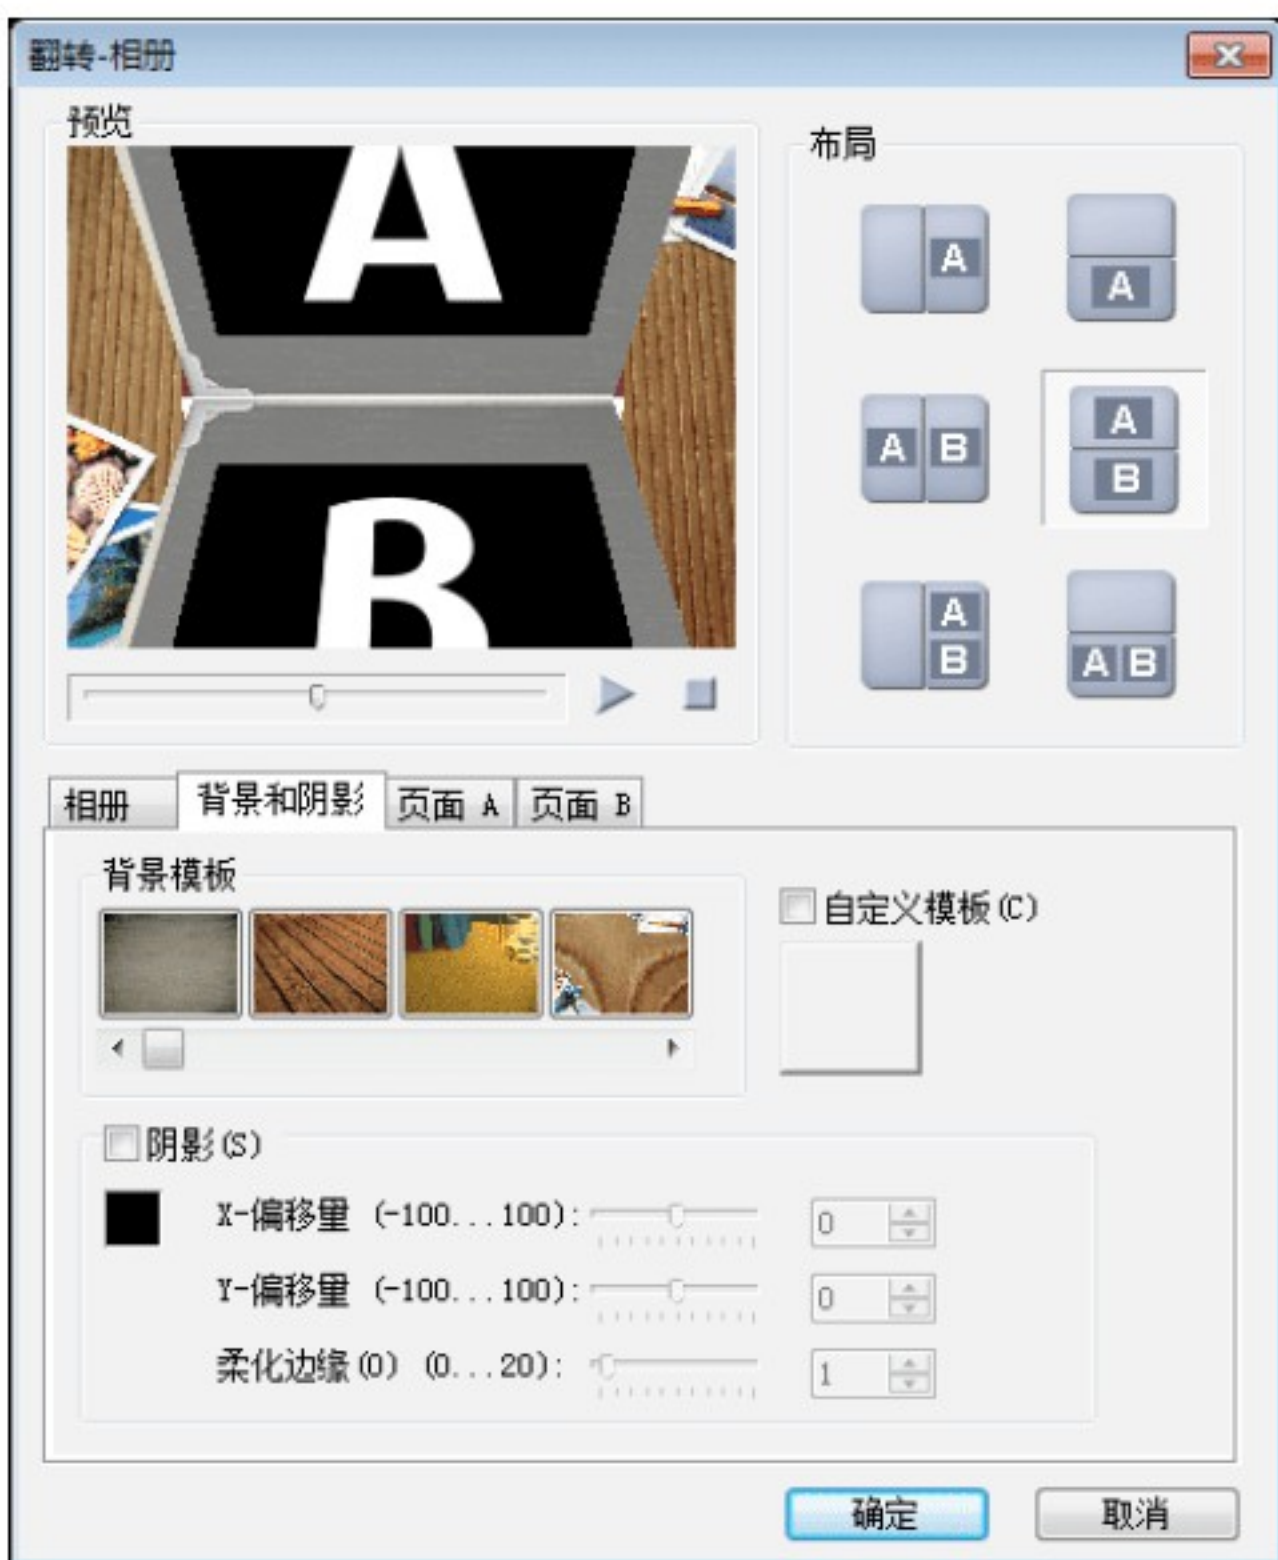 翻转-相册
预览
布局
A
B
A
A
A B
A
B
A
B
A B
相册
背景和阴影
页面 A
页面 B
背景模板
自定义模板(C)
阴影(S)
X-偏移量 (-100...100):
0
Y-偏移量 (-100...100):
0
柔化边缘(O) (0...20):
1
确定
取消